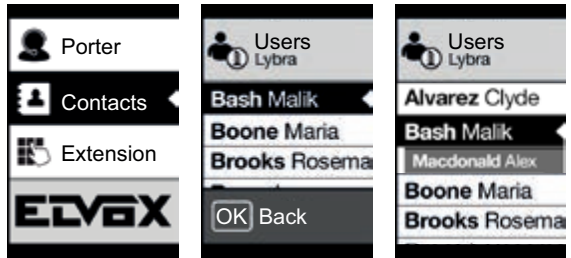 Porter
Contacts
Extension
ELVOX
Users
Lybra
Bash Malik
Boone Maria
Brooks Rosema
OK Back
Users
Lybra
Alvarez Clyde
Bash Malik
Macdonald Alex
Boone Maria
Brooks Rosemar